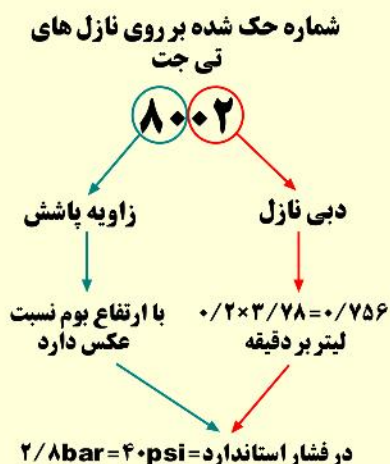 شماره حک شده بر روی نازل های
تی جت
۸۰۰۲
زاویه پاشش
دبی نازل
با ارتفاع بوم نسبت
عکس دارد
۰/۲×۳/۷۸=۰/۷۵۶
لیتر بر دقیقه
در فشار استاندارد=۲/۸bar=۴۰psi